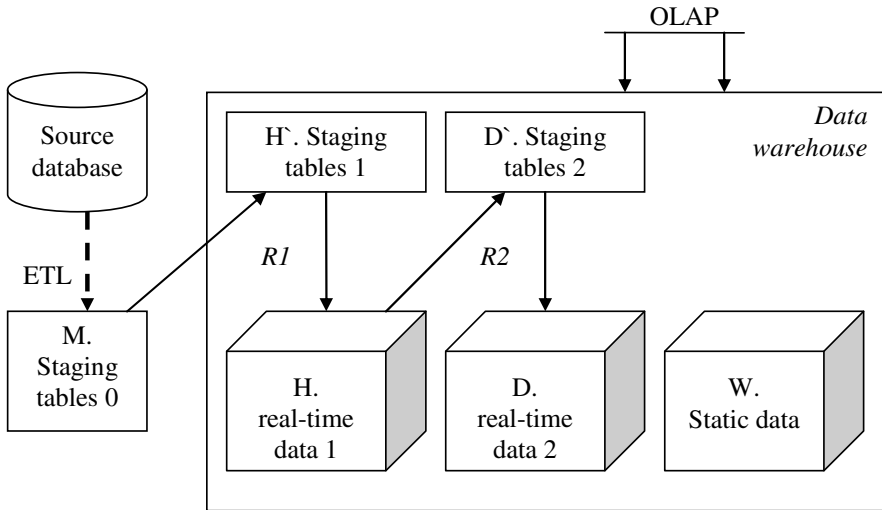 OLAP
Source
database
H`. Staging
tables 1
D`. Staging
tables 2
Data
warehouse
ETL
R1
R2
M.
Staging
tables 0
H.
real-time
data 1
D.
real-time
data 2
W.
Static data